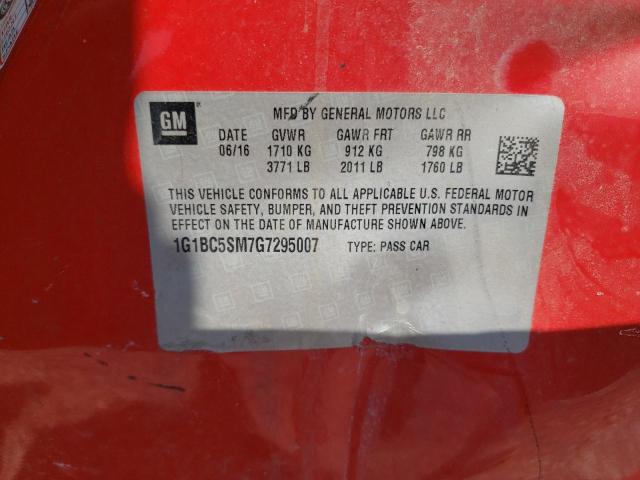 GM
MFD BY GENERAL MOTORS LLC
DATE GVWR GAWR FRT GAWR RR
06/16 1710 KG 912 KG 798 KG
3771 LB 2011 LB 1760 LB
THIS VEHICLE CONFORMS TO ALL APPLICABLE U.S. FEDERAL MOTOR
VEHICLE SAFETY, BUMPER, AND THEFT PREVENTION STANDARDS IN
EFFECT ON THE DATE OF MANUFACTURE SHOWN ABOVE.
1G1BC5SM7G7295007 TYPE: PASS CAR